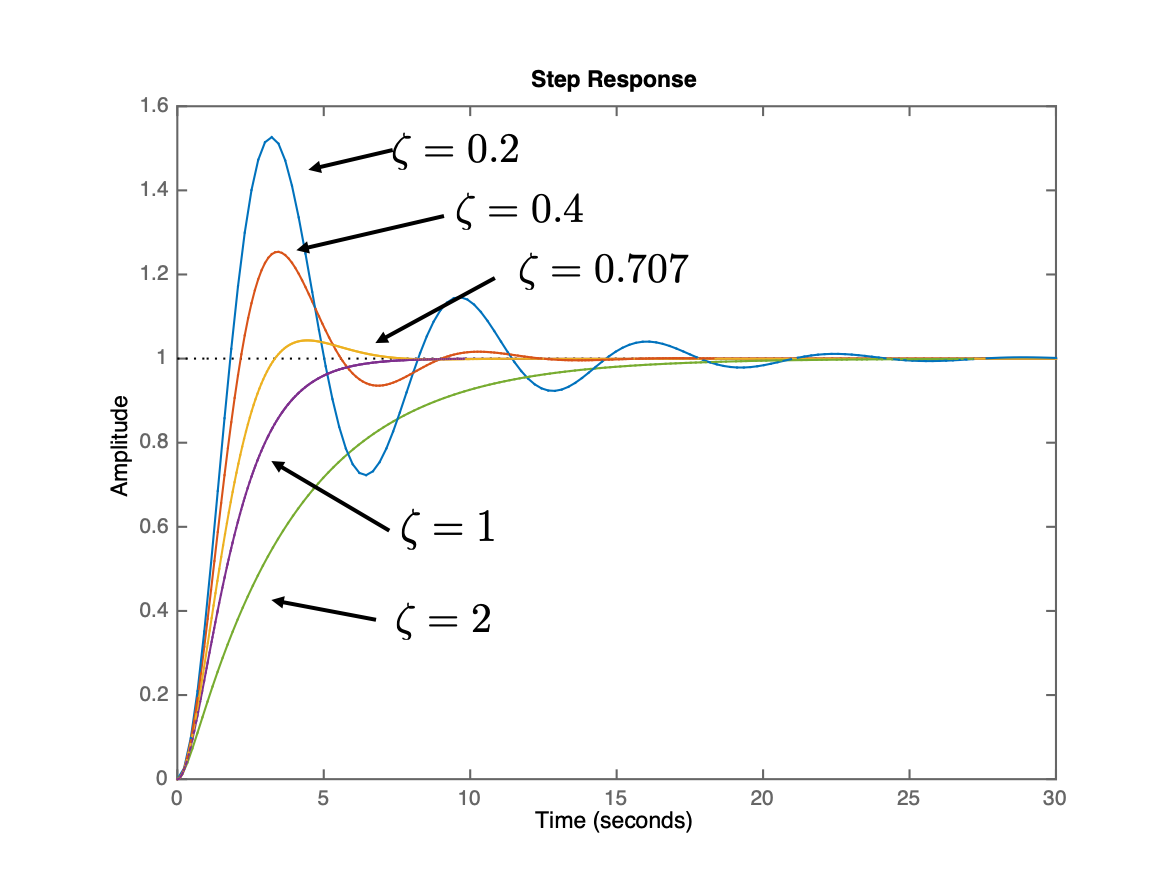 Step Response
1.6
ζ = 0.2
1.4
ζ = 0.4
ζ = 0.707
1.2
1
0.8
Amplitude
0.6
ζ = 1
0.4
ζ = 2
0.2
0
0 5 10 15 20 25 30
Time (seconds)